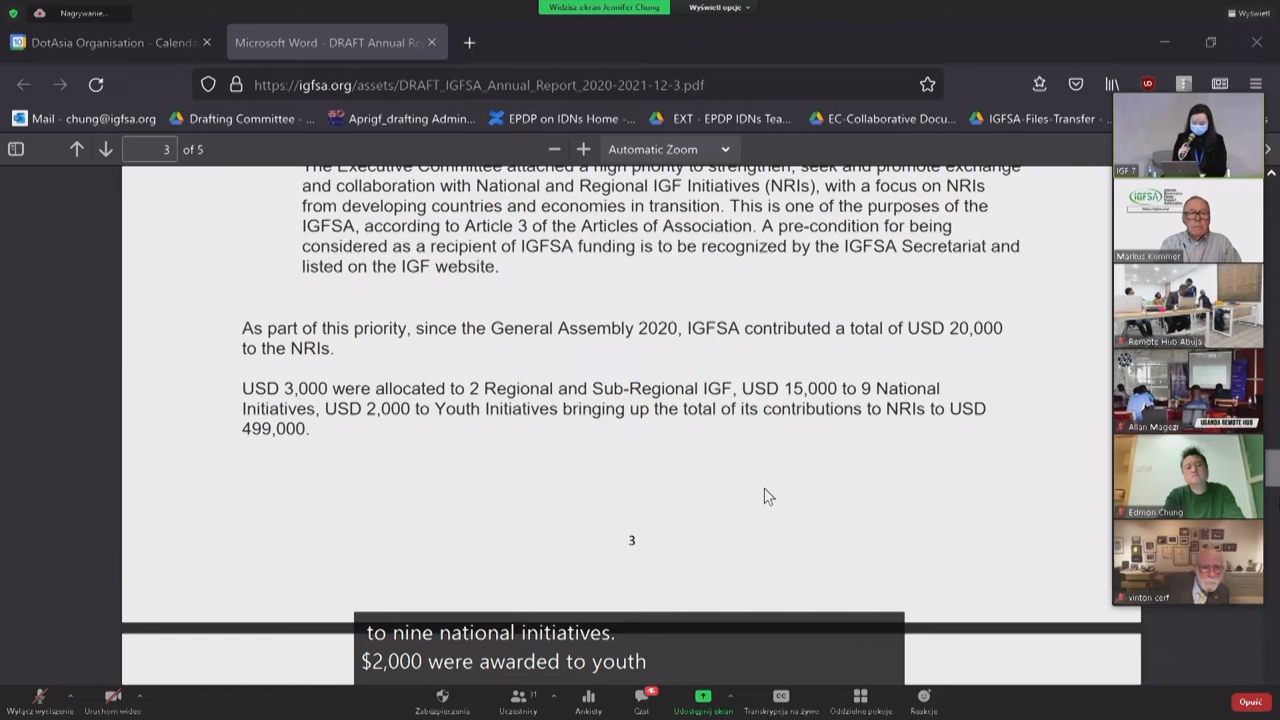 Nagrywanie...
Widzisz ekran Jennifer Chung
Wyświetl opcje
Wyświetl
DotAsia Organisation - Calenda
Microsoft Word - DRAFT Annual Re
https://igfsa.org/assets/DRAFT_IGFSA_Annual_Report_2020-2021-12-3.pdf
Mail - chung@igfsa.org
Drafting Committee - ...
Aprigf_drafting Admin...
EPDP on IDNs Home - ...
EXT - EPDP IDNs Tea...
EC-Collaborative Docu...
IGFSA-Files-Transfer - ...
3 of 5
Automatic Zoom
The Executive Committee attached a high priority to strengthen, seek and promote exchange
and collaboration with National and Regional IGF Initiatives (NRIs), with a focus on NRIs
from developing countries and economies in transition. This is one of the purposes of the
IGFSA, according to Article 3 of the Articles of Association. A pre-condition for being
considered as a recipient of IGFSA funding is to be recognized by the IGFSA Secretariat and
listed on the IGF website.
As part of this priority, since the General Assembly 2020, IGFSA contributed a total of USD 20,000
to the NRIs.
USD 3,000 were allocated to 2 Regional and Sub-Regional IGF, USD 15,000 to 9 National
Initiatives, USD 2,000 to Youth Initiatives bringing up the total of its contributions to NRIs to USD
499,000.
3
IGF 7
IGFSA
Markus Kummer
Remote Hub Abuja
UGANDA REMOTE HUB
Allan Magezi
Edmon Chung
vinton cerf
to nine national initiatives.
$2,000 were awarded to youth
Wyłącz wyciszenie
Uruchom wideo
Zabezpieczenia
Uczestnicy
31
Ankiety
Czat
Udostępnij ekran
Transkrypcja na żywo
Oddzielne pokoje
Reakcje
Opuść